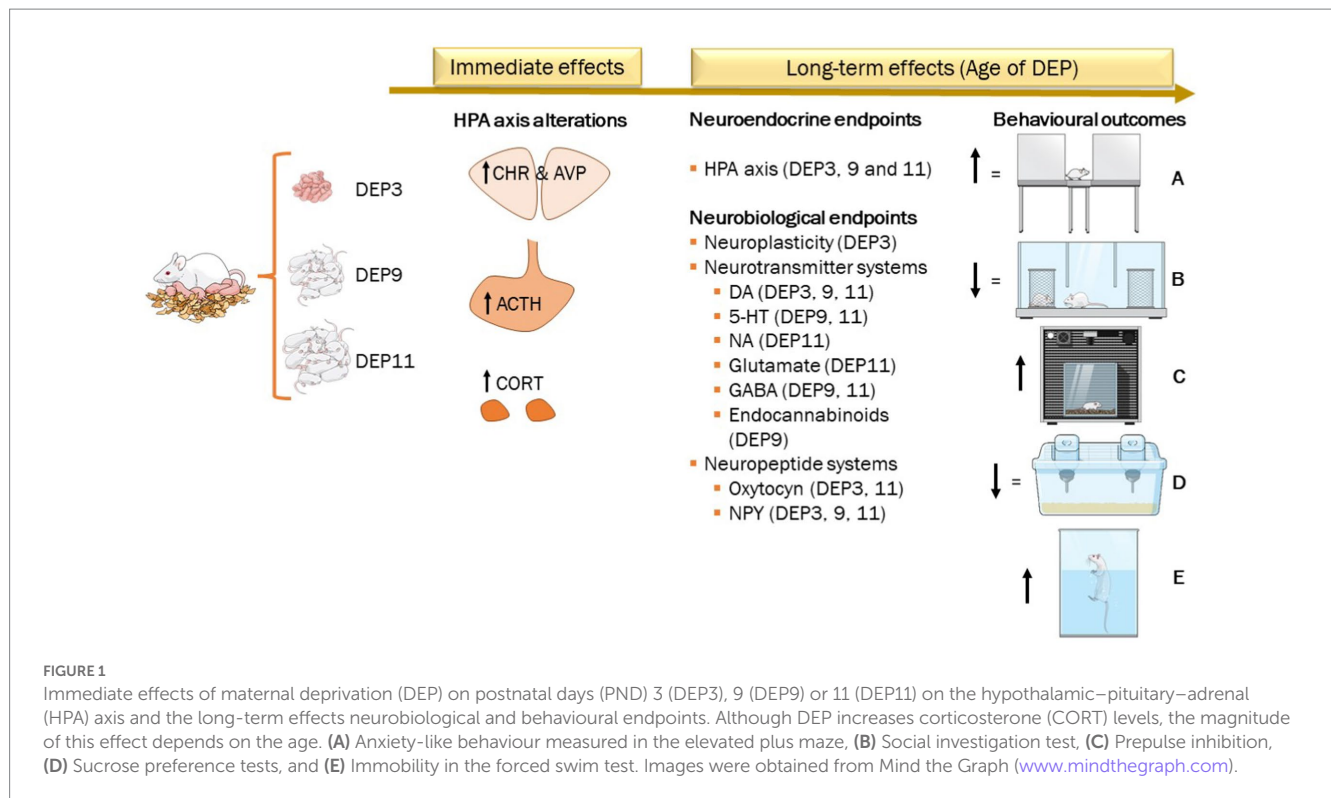 Immediate effects
Long-term effects (Age of DEP)
HPA axis alterations
Neuroendocrine endpoints
Behavioural outcomes
DEP3
DEP9
DEP11
↑CHR & AVP
↑ ACTH
↑ CORT
▪ HPA axis (DEP3, 9 and 11)
Neurobiological endpoints
▪ Neuroplasticity (DEP3)
▪ Neurotransmitter systems
▪ DA (DEP3, 9, 11)
▪ 5-HT (DEP9, 11)
▪ NA (DEP11)
▪ Glutamate (DEP11)
▪ GABA (DEP9, 11)
▪ Endocannabinoids
(DEP9)
▪ Neuropeptide systems
▪ Oxytocyn (DEP3, 11)
▪ NPY (DEP3, 9, 11)
↑ = A
↓ = B
↑ C
↓ = D
↑ E
FIGURE 1
Immediate effects of maternal deprivation (DEP) on postnatal days (PND) 3 (DEP3), 9 (DEP9) or 11 (DEP11) on the hypothalamic–pituitary–adrenal
(HPA) axis and the long-term effects neurobiological and behavioural endpoints. Although DEP increases corticosterone (CORT) levels, the magnitude
of this effect depends on the age. (A) Anxiety-like behaviour measured in the elevated plus maze, (B) Social investigation test, (C) Prepulse inhibition,
(D) Sucrose preference tests, and (E) Immobility in the forced swim test. Images were obtained from Mind the Graph (www.mindthegraph.com).